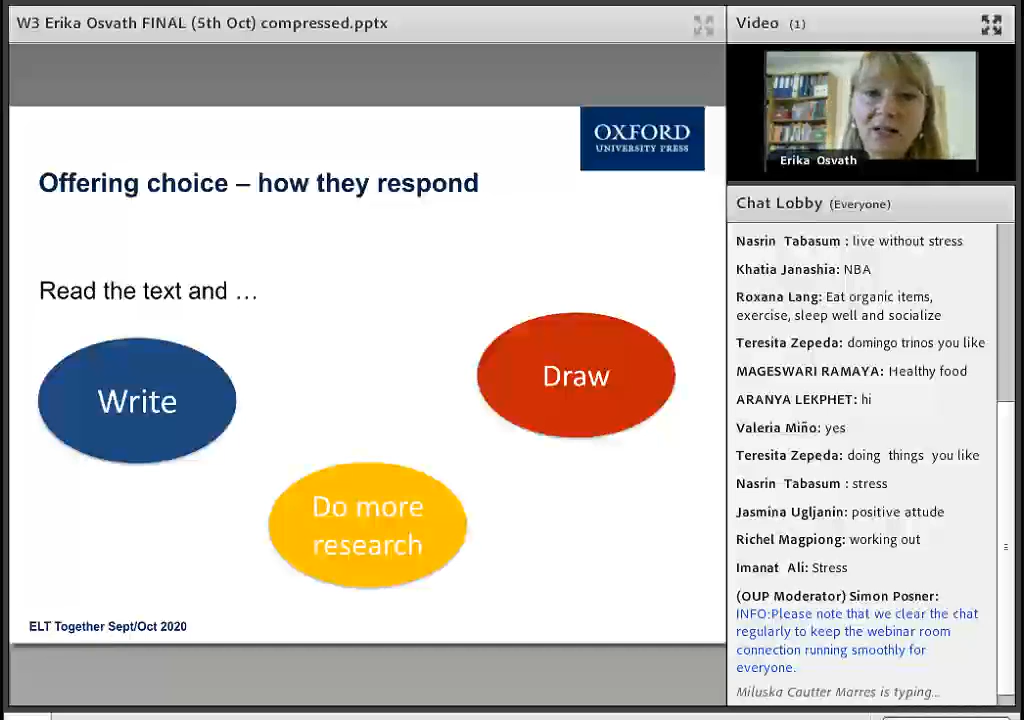 W3 Erika Osvath FINAL (5th Oct) compressed.pptx
OXFORD
UNIVERSITY PRESS
Offering choice – how they respond
Read the text and …
Write
Draw
Do more
research
ELT Together Sept/Oct 2020
Video (1)
Erika Osvath
Chat Lobby (Everyone)
Nasrin Tabasum : live without stress
Khatia Janashia: NBA
Roxana Lang: Eat organic items,
exercise, sleep well and socialize
Teresita Zepeda: domingo trinos you like
MAGESWARI RAMAYA: Healthy food
ARANYA LEKPHET: hi
Valeria Miño: yes
Teresita Zepeda: doing things you like
Nasrin Tabasum : stress
Jasmina Ugljanin: positive attude
Richel Magpiong: working out
Imanat Ali: Stress
(OUP Moderator) Simon Posner:
INFO:Please note that we clear the chat
regularly to keep the webinar room
connection running smoothly for
everyone.
Miluska Cautter Marres is typing...